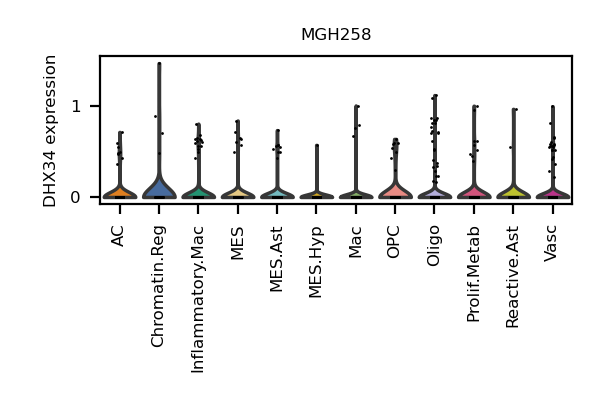 MGH258
DHX34 expression
1
0
AC
Chromatin.Reg
Inflammatory.Mac
MES
MES.Ast
MES.Hyp
Mac
OPC
Oligo
Prolif.Metab
Reactive.Ast
Vasc